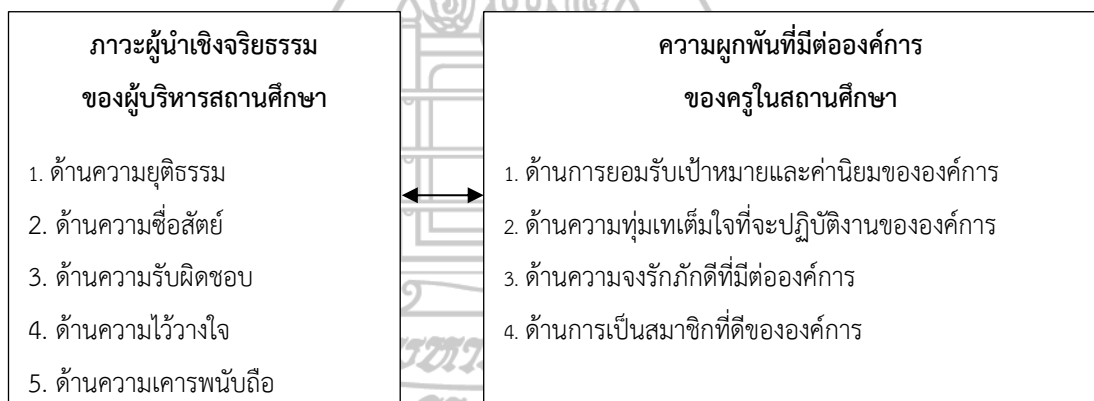 ภาวะผู้นำเชิงจริยธรรม
ของผู้บริหารสถานศึกษา
1. ด้านความยุติธรรม
2. ด้านความซื่อสัตย์
3. ด้านความรับผิดชอบ
4. ด้านความไว้วางใจ
5. ด้านความเคารพนับถือ
ความผูกพันที่มีต่อองค์การ
ของครูในสถานศึกษา
1. ด้านการยอมรับเป้าหมายและค่านิยมขององค์การ
2. ด้านความทุ่มเทเต็มใจที่จะปฏิบัติงานขององค์การ
3. ด้านความจงรักภักดีที่มีต่อองค์การ
4. ด้านการเป็นสมาชิกที่ดีขององค์การ